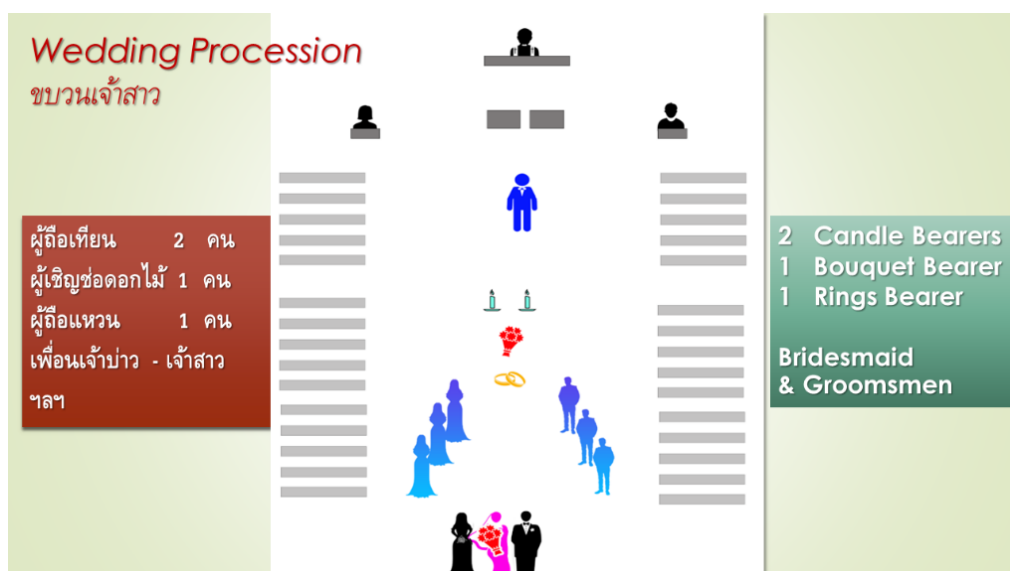 Wedding Procession
ขบวนเจ้าสาว
ผู้ถือเทียน 2 คน
ผู้เชิญช่อดอกไม้ 1 คน
ผู้ถือแหวน 1 คน
เพื่อนเจ้าบ่าว - เจ้าสาว
ฯลฯ
2 Candle Bearers
1 Bouquet Bearer
1 Rings Bearer
Bridesmaid
& Groomsmen